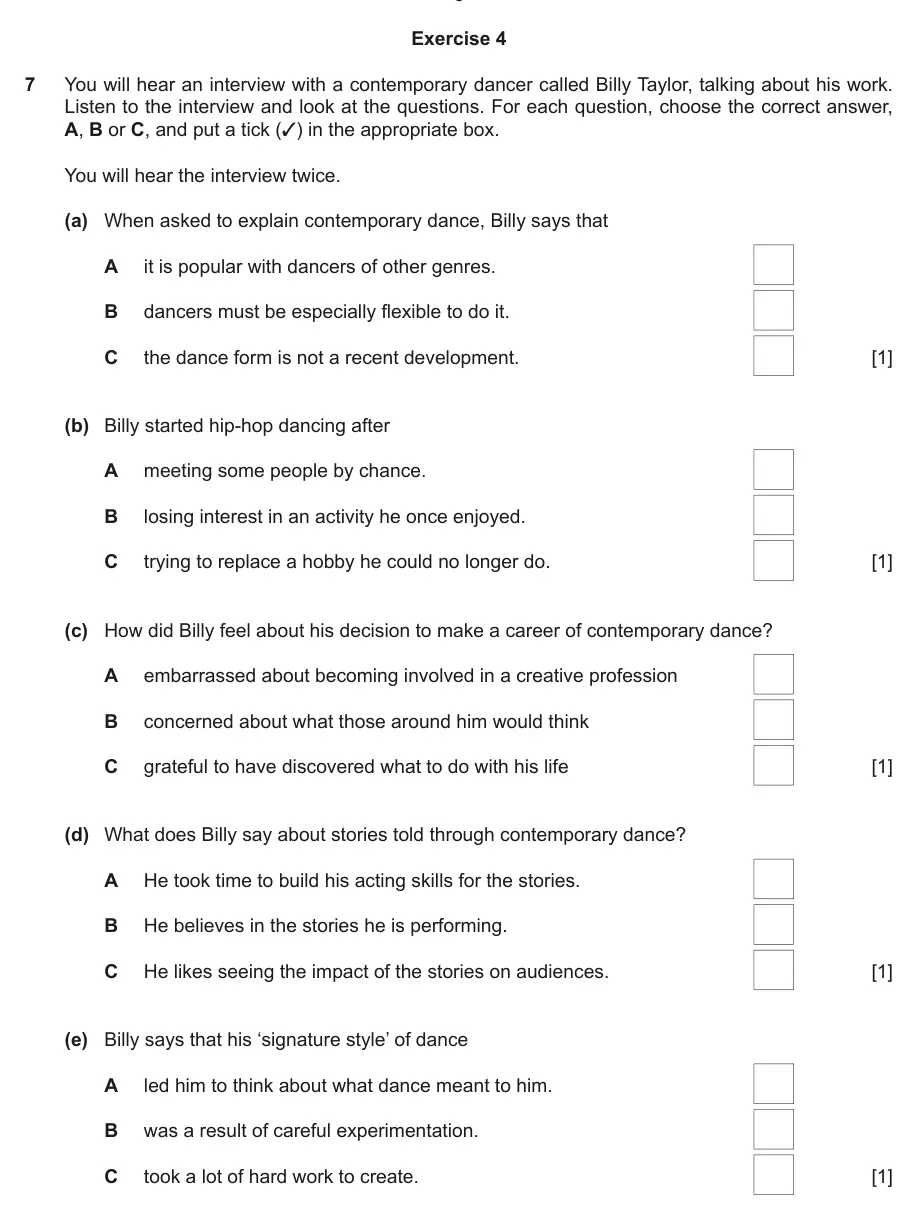 Exercise 4
7 You will hear an interview with a contemporary dancer called Billy Taylor, talking about his work.
Listen to the interview and look at the questions. For each question, choose the correct answer,
A, B or C, and put a tick (✓) in the appropriate box.
You will hear the interview twice.
(a) When asked to explain contemporary dance, Billy says that
A it is popular with dancers of other genres.
B dancers must be especially flexible to do it.
C the dance form is not a recent development. [1]
(b) Billy started hip-hop dancing after
A meeting some people by chance.
B losing interest in an activity he once enjoyed.
C trying to replace a hobby he could no longer do. [1]
(c) How did Billy feel about his decision to make a career of contemporary dance?
A embarrassed about becoming involved in a creative profession
B concerned about what those around him would think
C grateful to have discovered what to do with his life [1]
(d) What does Billy say about stories told through contemporary dance?
A He took time to build his acting skills for the stories.
B He believes in the stories he is performing.
C He likes seeing the impact of the stories on audiences. [1]
(e) Billy says that his ‘signature style’ of dance
A led him to think about what dance meant to him.
B was a result of careful experimentation.
C took a lot of hard work to create. [1]